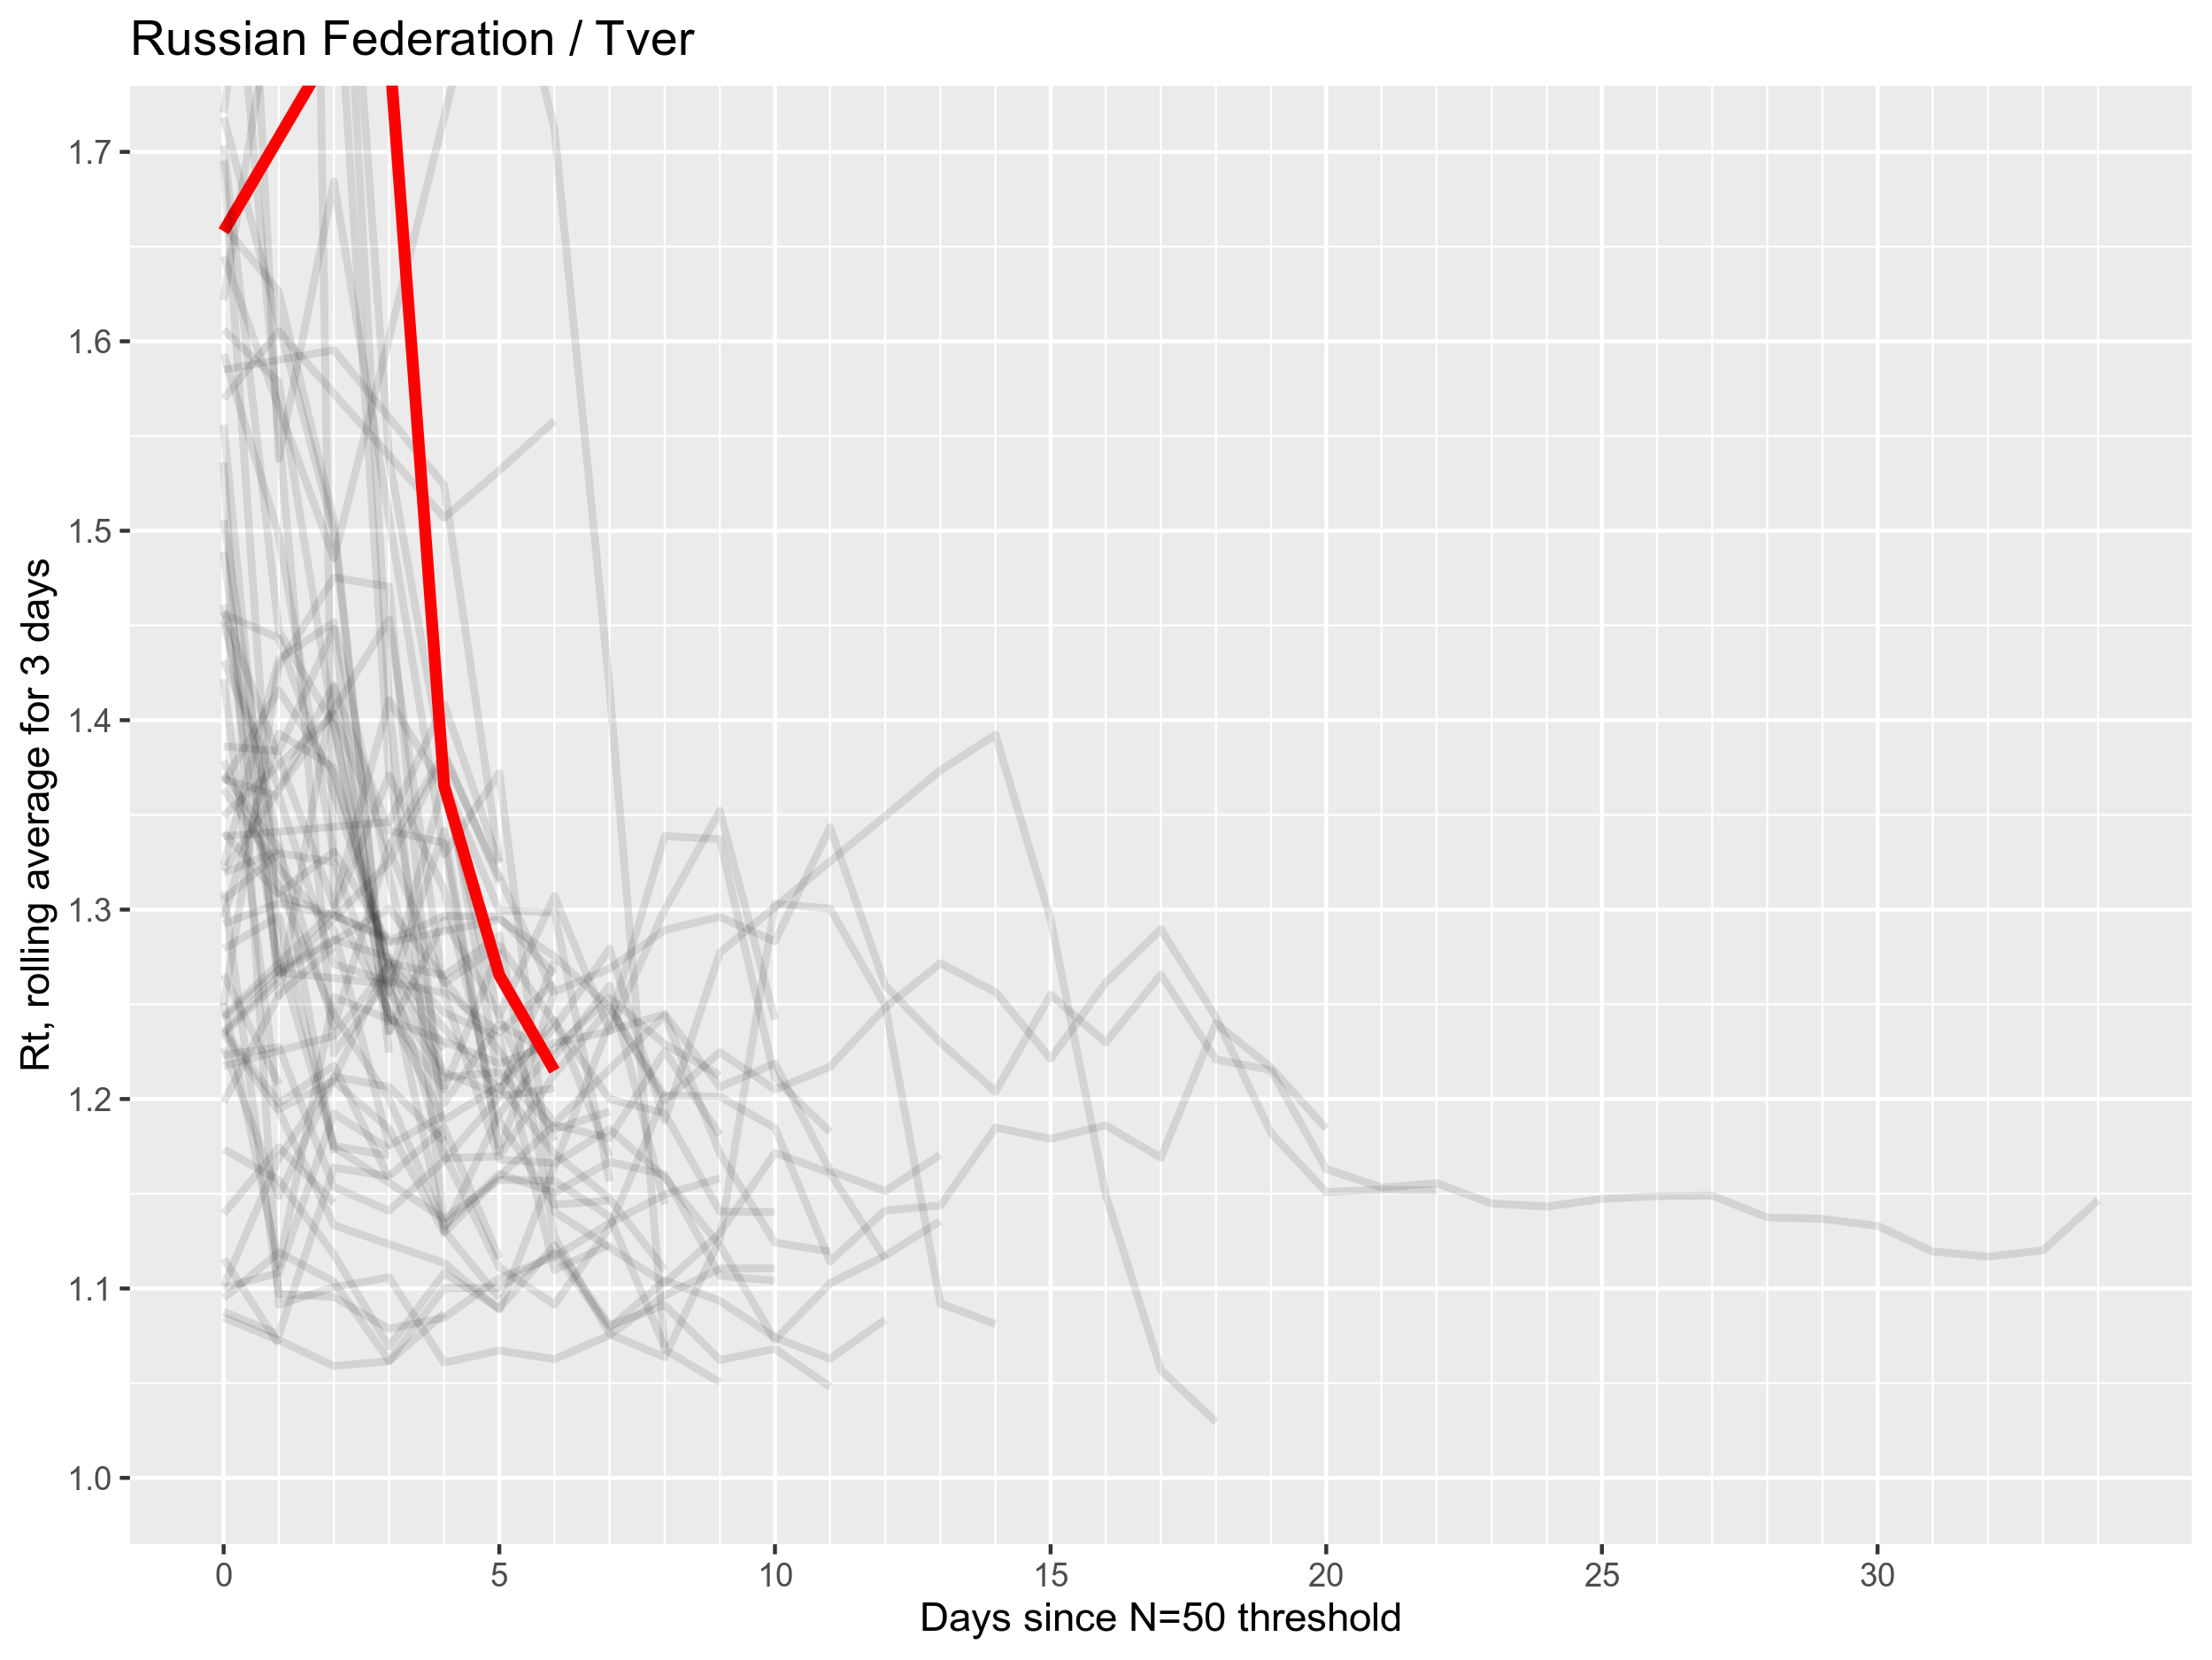 Russian Federation / Tver
1.7
1.6
1.5
1.4
1.3
1.2
1.1
1.0
Rt, rolling average for 3 days
0 5 10 15 20 25 30
Days since N=50 threshold